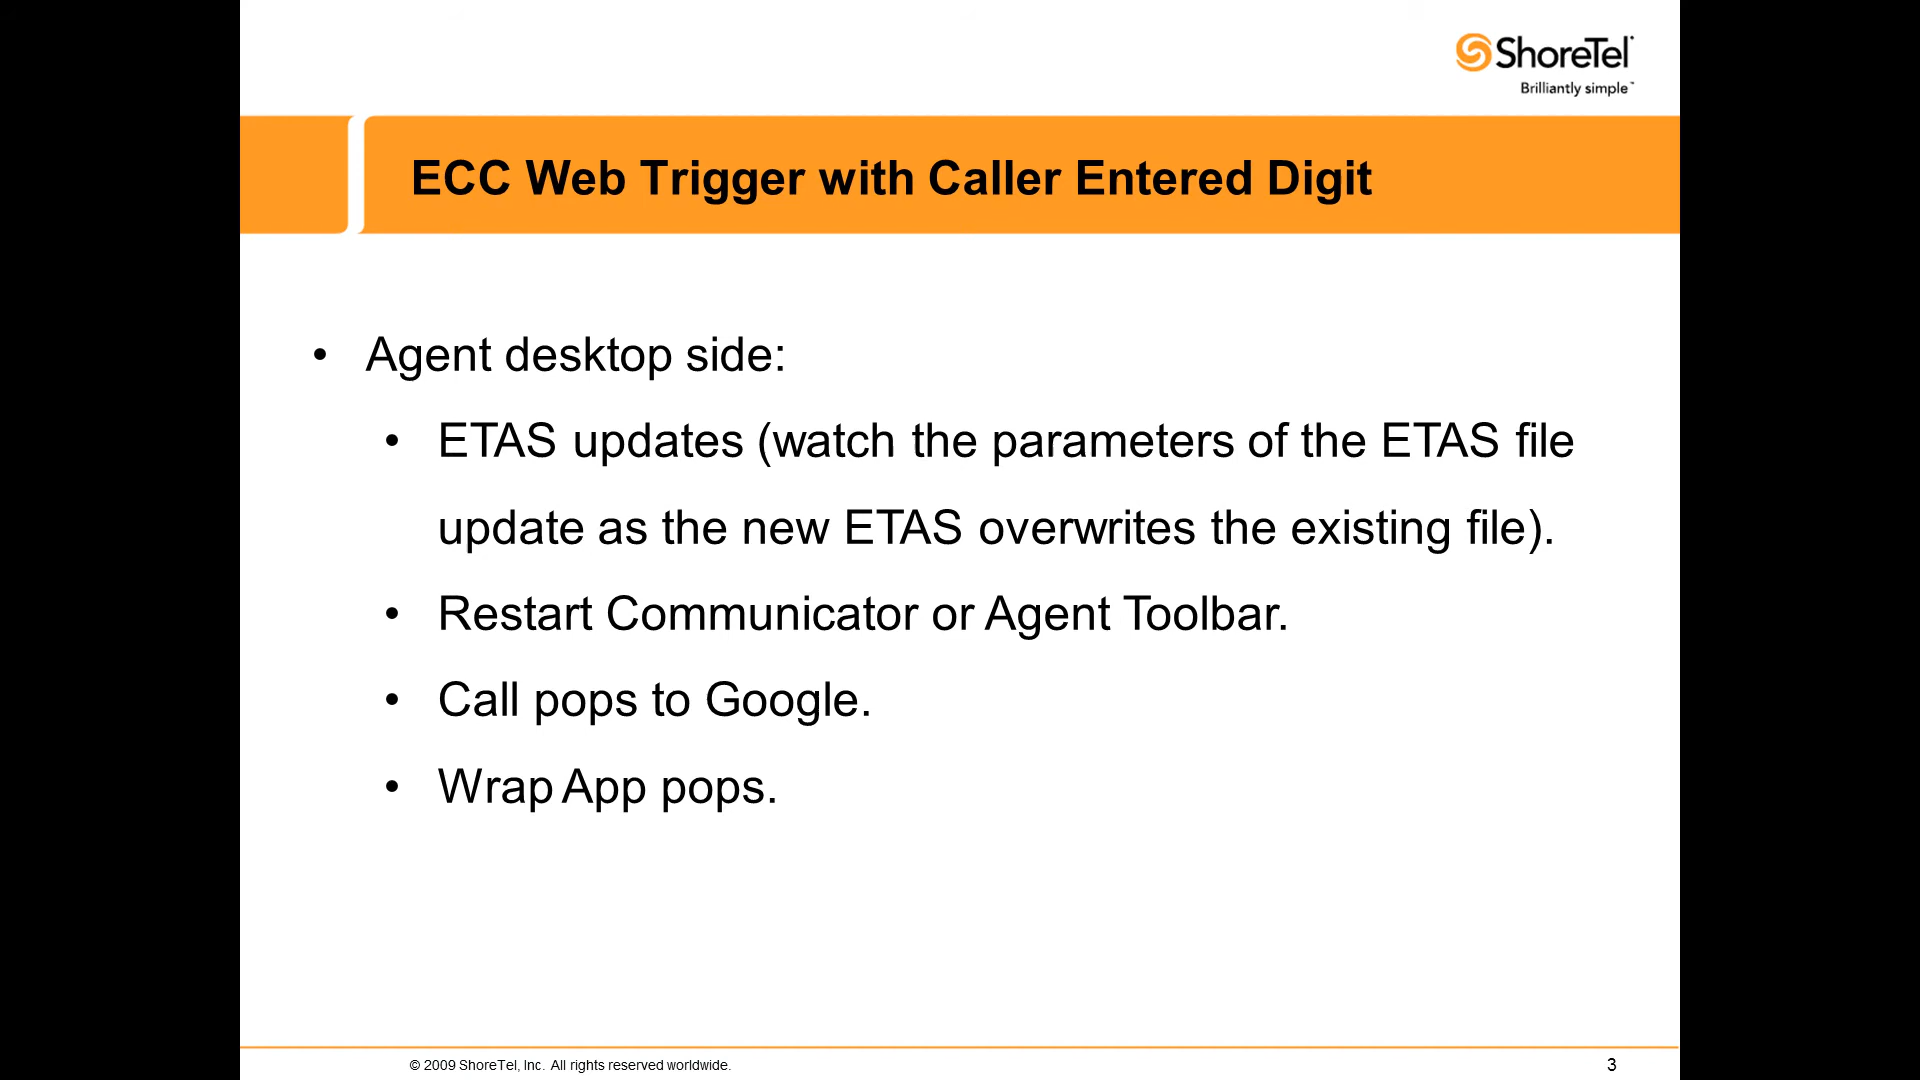 ShoreTel
Brilliantly simple™
ECC Web Trigger with Caller Entered Digit
• Agent desktop side:
• ETAS updates (watch the parameters of the ETAS file
update as the new ETAS overwrites the existing file).
• Restart Communicator or Agent Toolbar.
• Call pops to Google.
• Wrap App pops.
© 2009 ShoreTel, Inc. All rights reserved worldwide.
3